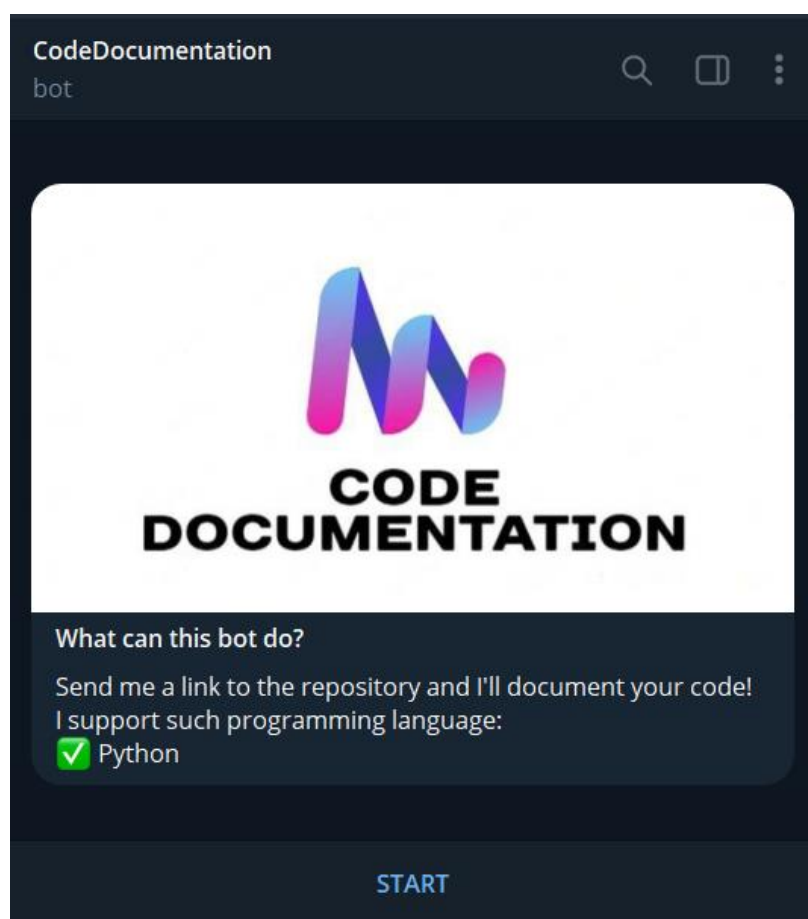 CodeDocumentation
bot
CODE
DOCUMENTATION
What can this bot do?
Send me a link to the repository and I'll document your code!
I support such programming language:
✅ Python
START